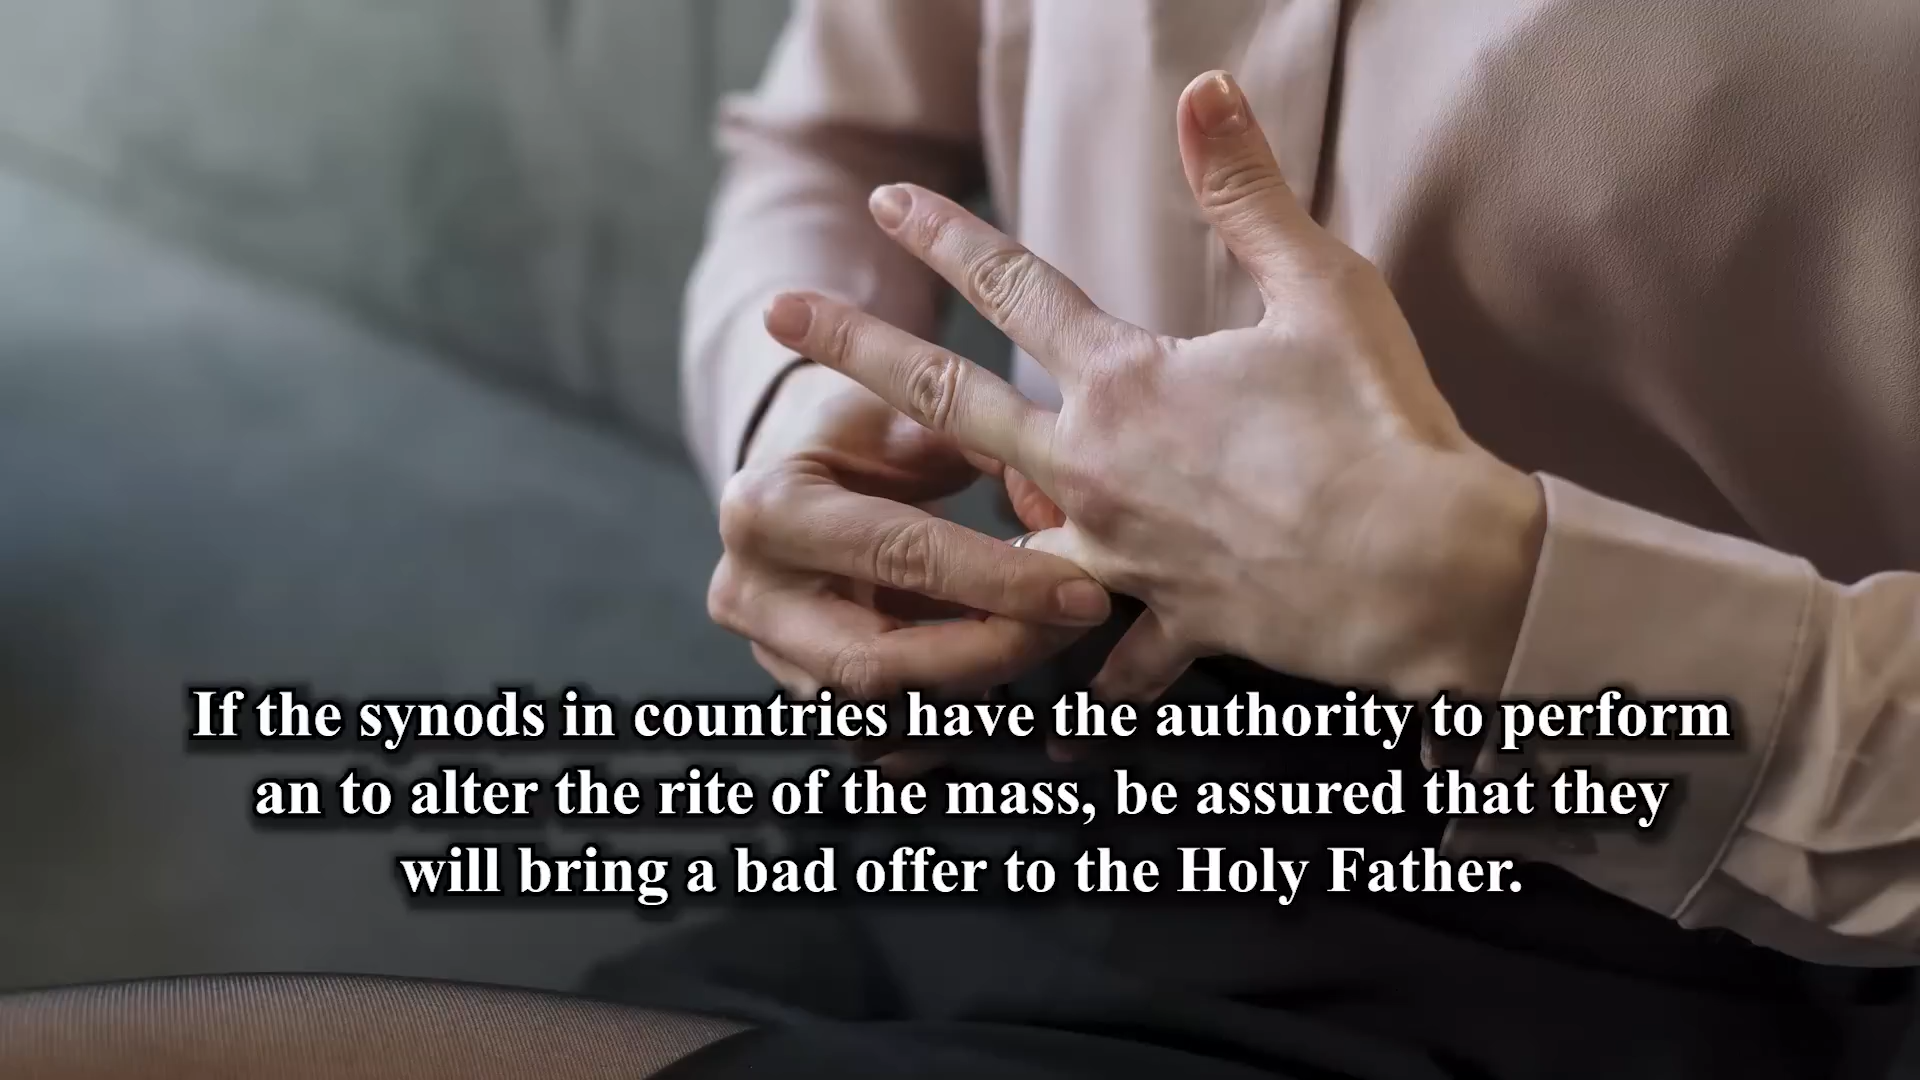 If the synods in countries have the authority to perform
an to alter the rite of the mass, be assured that they
will bring a bad offer to the Holy Father.